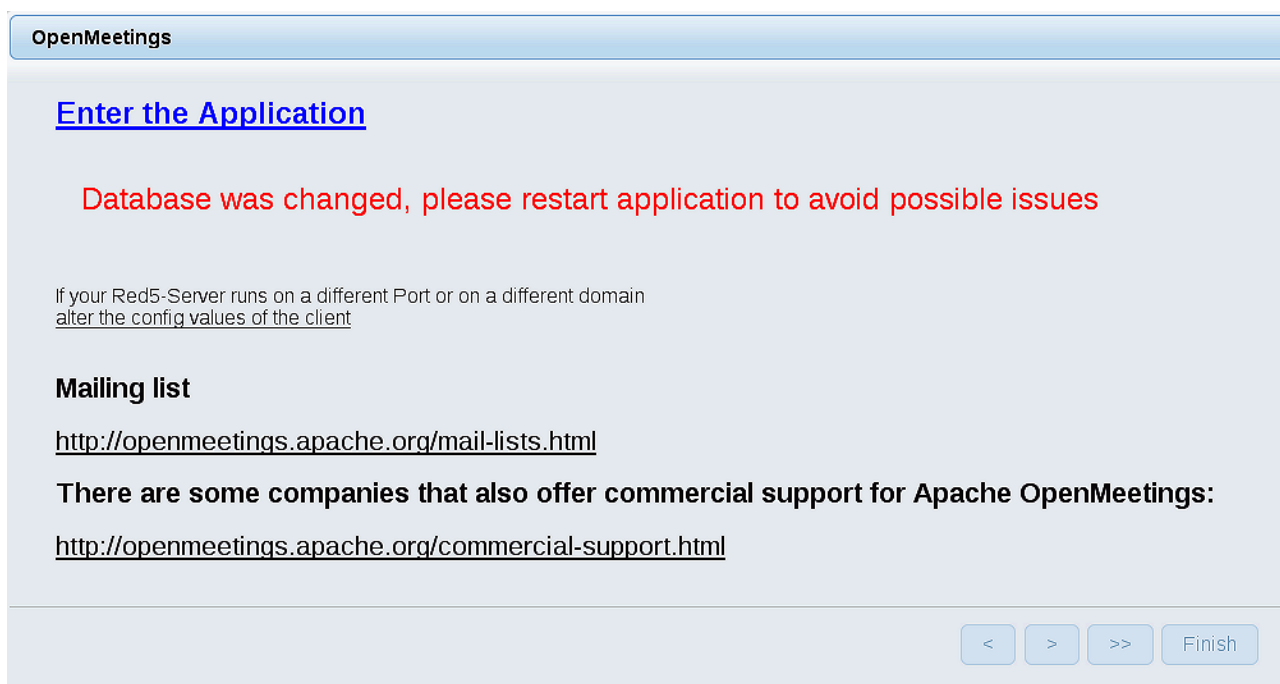 OpenMeetings
Enter the Application
Database was changed, please restart application to avoid possible issues
If your Red5-Server runs on a different Port or on a different domain
alter the config values of the client
Mailing list
http://openmeetings.apache.org/mail-lists.html
There are some companies that also offer commercial support for Apache OpenMeetings:
http://openmeetings.apache.org/commercial-support.html
< > >> Finish